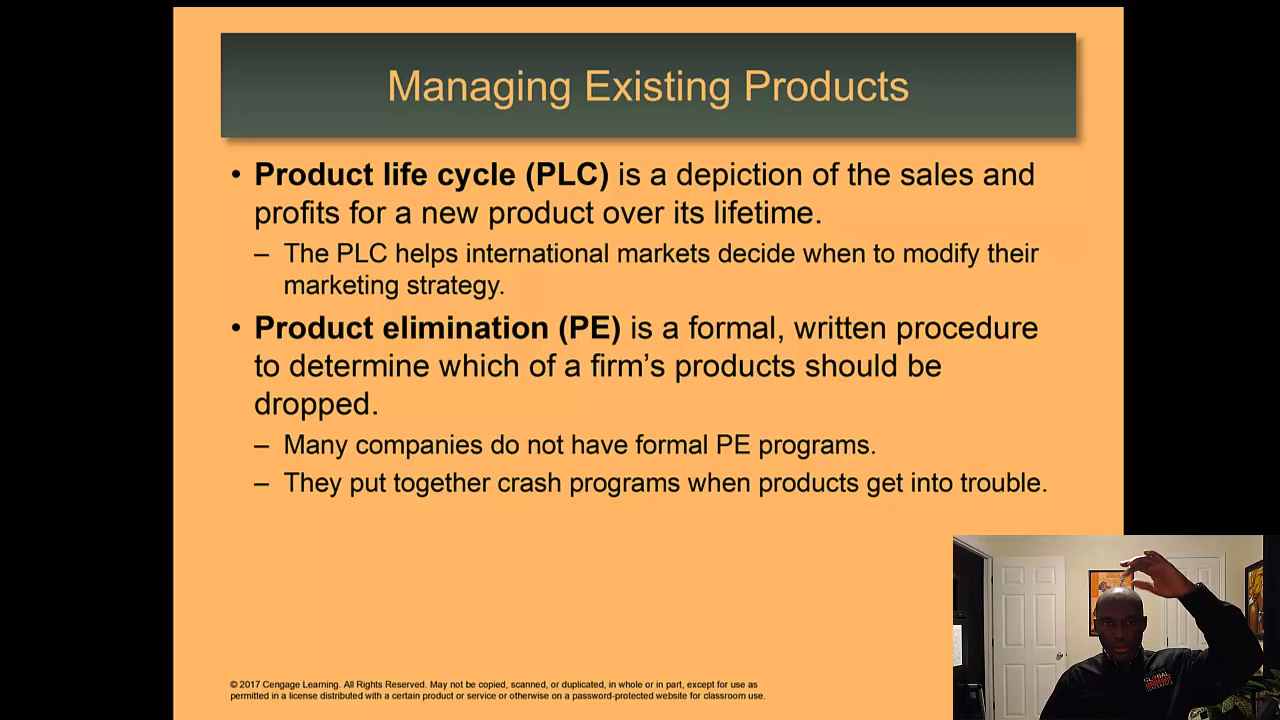 Managing Existing Products
• Product life cycle (PLC) is a depiction of the sales and
profits for a new product over its lifetime.
– The PLC helps international markets decide when to modify their
marketing strategy.
• Product elimination (PE) is a formal, written procedure
to determine which of a firm’s products should be
dropped.
– Many companies do not have formal PE programs.
– They put together crash programs when products get into trouble.
© 2017 Cengage Learning. All Rights Reserved. May not be copied, scanned, or duplicated, in whole or in part, except for use as
permitted in a license distributed with a certain product or service or otherwise on a password-protected website for classroom use.
GLOBAL